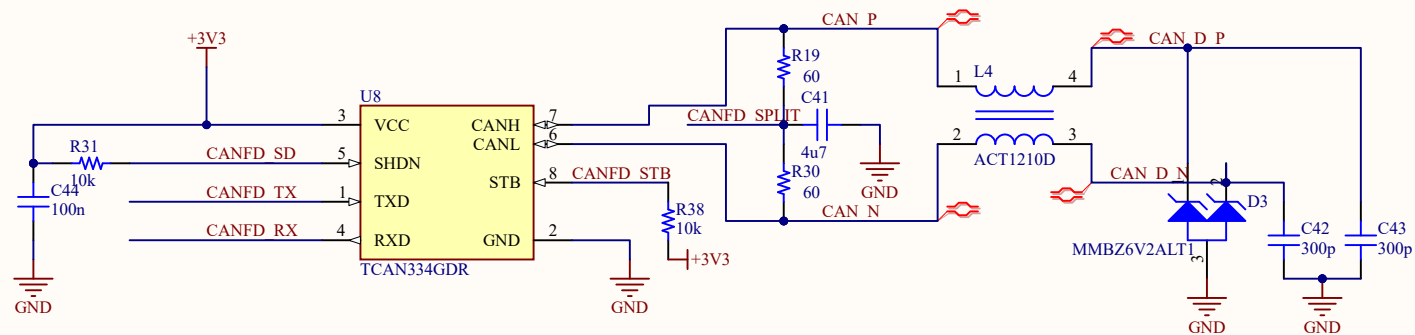 CAN_P
CAN_D_P
+3V3
R19
60
L4
1
4
U8
C41
3
VCC
CANH
7
CANFD_SPLIT
CANL
6
2
3
R31
CANFD_SD
5
SHDN
4u7
ACT1210D
10k
GND
C44
STB
8
CANFD_STB
R30
CAN_D_N
1
2
100n
CANFD_TX
1
TXD
60
D3
R38
CAN_N
CANFD_RX
4
RXD
GND
2
10k
C42
C43
MMBZ6V2ALT1
300p
300p
TCAN334GDR
+3V3
3
GND
GND
GND
GND